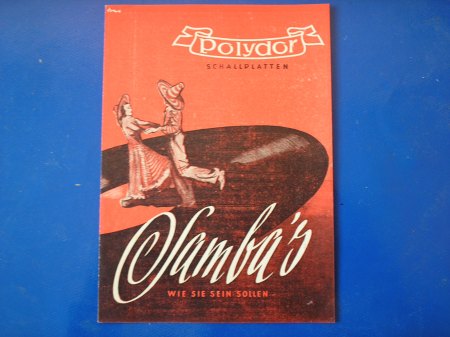 Polydor
SCHALLPLATTEN
Samba's
WIE SIE SEIN SOLLEN